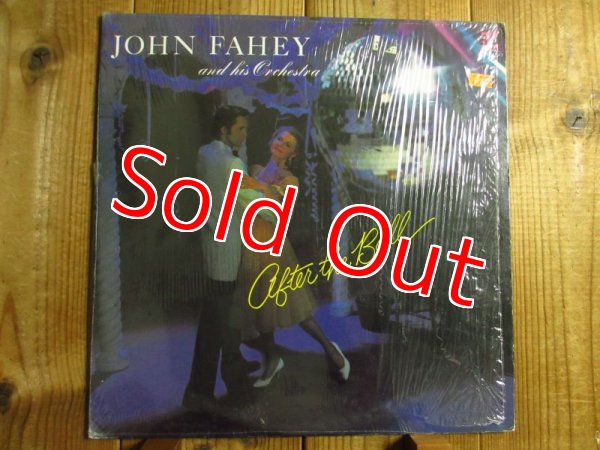 JOHN FAHEY
and his Orchestra
Sold Out
After the Ball